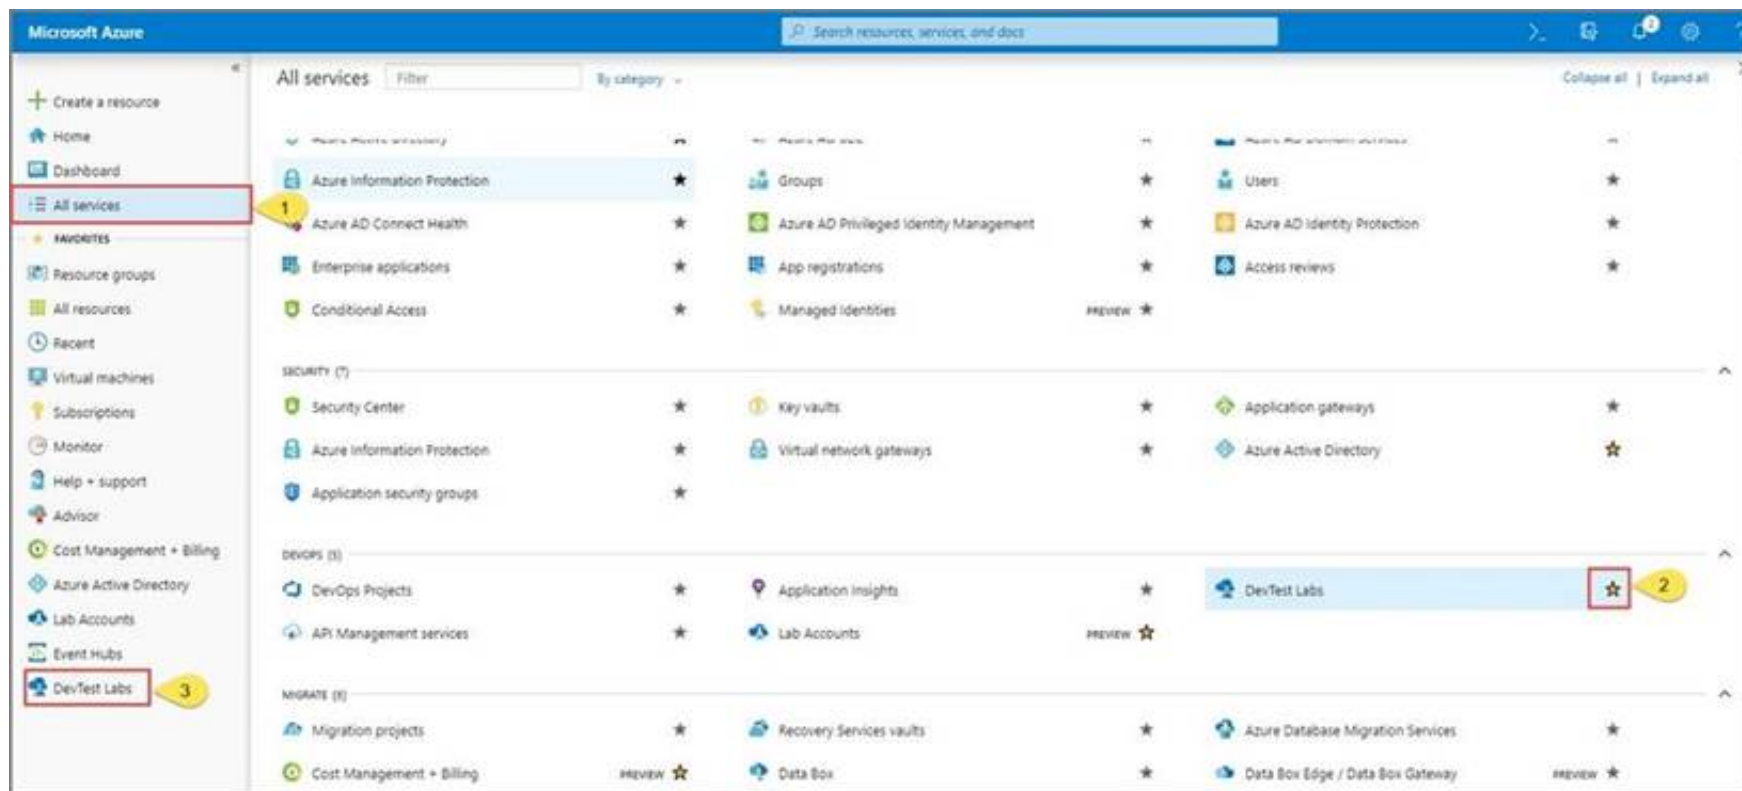 Microsoft Azure
Search resources, services, and docs
2
«
All services
Filter
By category
Collapse all | Expand all
Create a resource
Home
Dashboard
All services
1
FAVORITES
Resource groups
All resources
Recent
Virtual machines
Subscriptions
Monitor
Help + support
Advisor
Cost Management + Billing
Azure Active Directory
Lab Accounts
Event Hubs
DevTest Labs
3
Azure Active Directory
Azure Information Protection
Groups
Users
Azure AD Connect Health
Azure AD Privileged Identity Management
Azure AD Identity Protection
Enterprise applications
App registrations
Access reviews
Conditional Access
Managed Identities PREVIEW
SECURITY (7)
Security Center
Key vaults
Application gateways
Azure Information Protection
Virtual network gateways
Azure Active Directory
Application security groups
DEVOPS (5)
DevOps Projects
Application Insights
DevTest Labs
2
API Management services
Lab Accounts PREVIEW
MIGRATE
Migration projects
Recovery Services vaults
Azure Database Migration Services
Cost Management + Billing PREVIEW
Data Box
Data Box Edge / Data Box Gateway PREVIEW